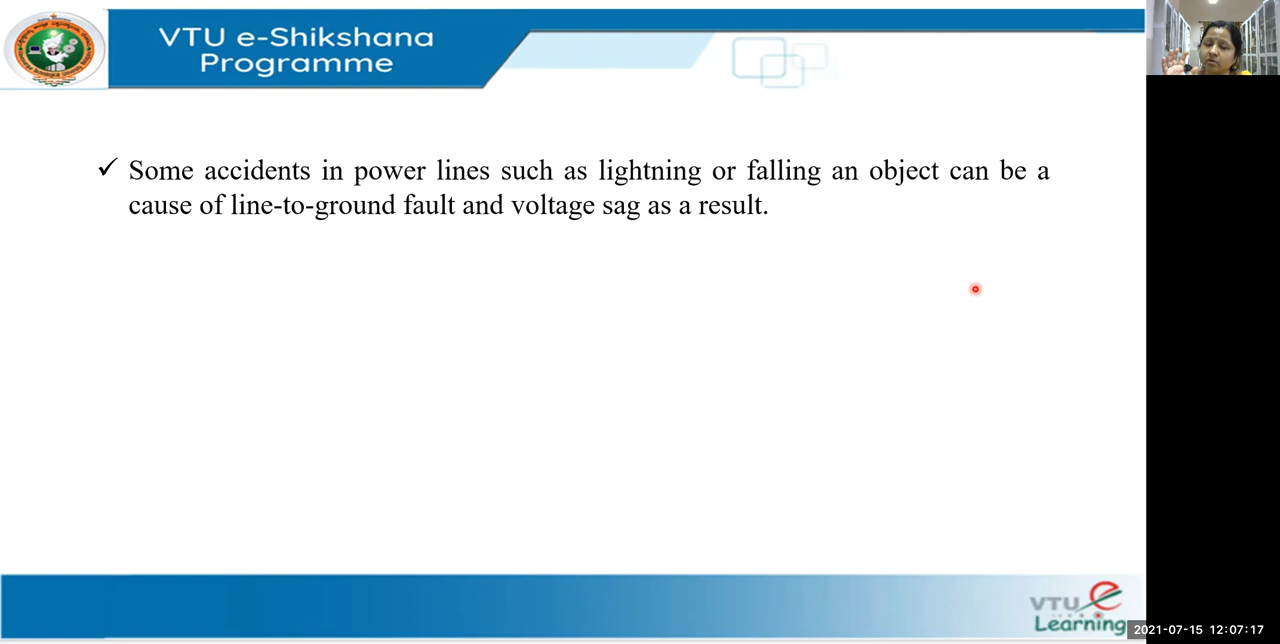 VTU e-Shikshana
Programme
✓ Some accidents in power lines such as lightning or falling an object can be a
cause of line-to-ground fault and voltage sag as a result.
VTU e
Learning
2021-07-15 12:07:17